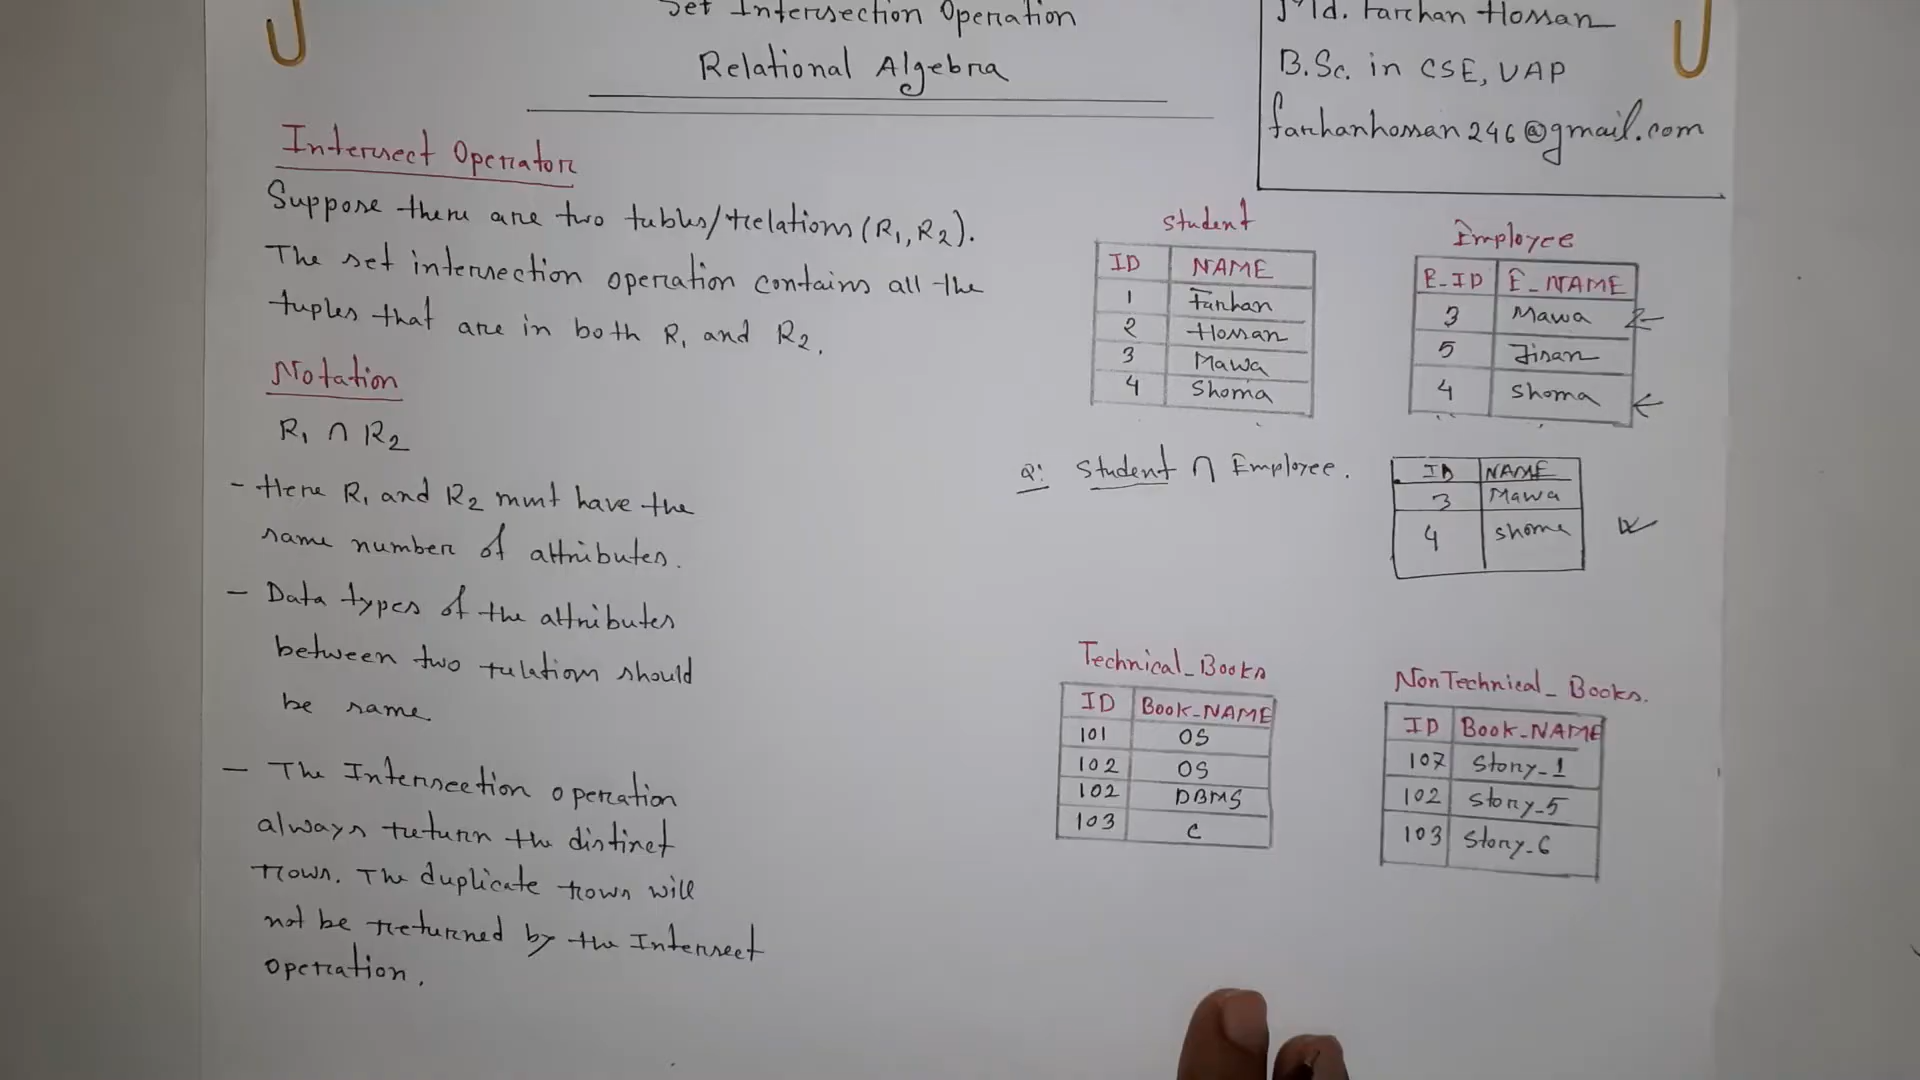 Set Intersection Operation
Relational Algebra
Md. Farhan Hossan
B.Sc. in CSE, UAP
farhanhossan246@gmail.com
Intersect Operator
Suppose there are two tables/relations (R1, R2).
The set intersection operation contains all the
tuples that are in both R1 and R2.
Notation
R1 ∩ R2
- Here R1 and R2 must have the
same number of attributes.
- Data types of the attributes
between two relations should
be same.
- The Intersection operation
always return the distinct
rows. The duplicate rows will
not be returned by the Intersect
operation.
Student
ID NAME
1 Farhan
2 Hossan
3 Mawa
4 Shoma
Employee
E_ID E_NAME
3 Mawa
5 Jisan
4 Shoma
Q: Student ∩ Employee.
ID NAME
3 Mawa
4 Shoma
Technical_Books
ID Book_NAME
101 OS
102 OS
102 DBMS
103 C
NonTechnical_Books.
ID Book_NAME
107 Story_1
102 Story_5
103 Story_6